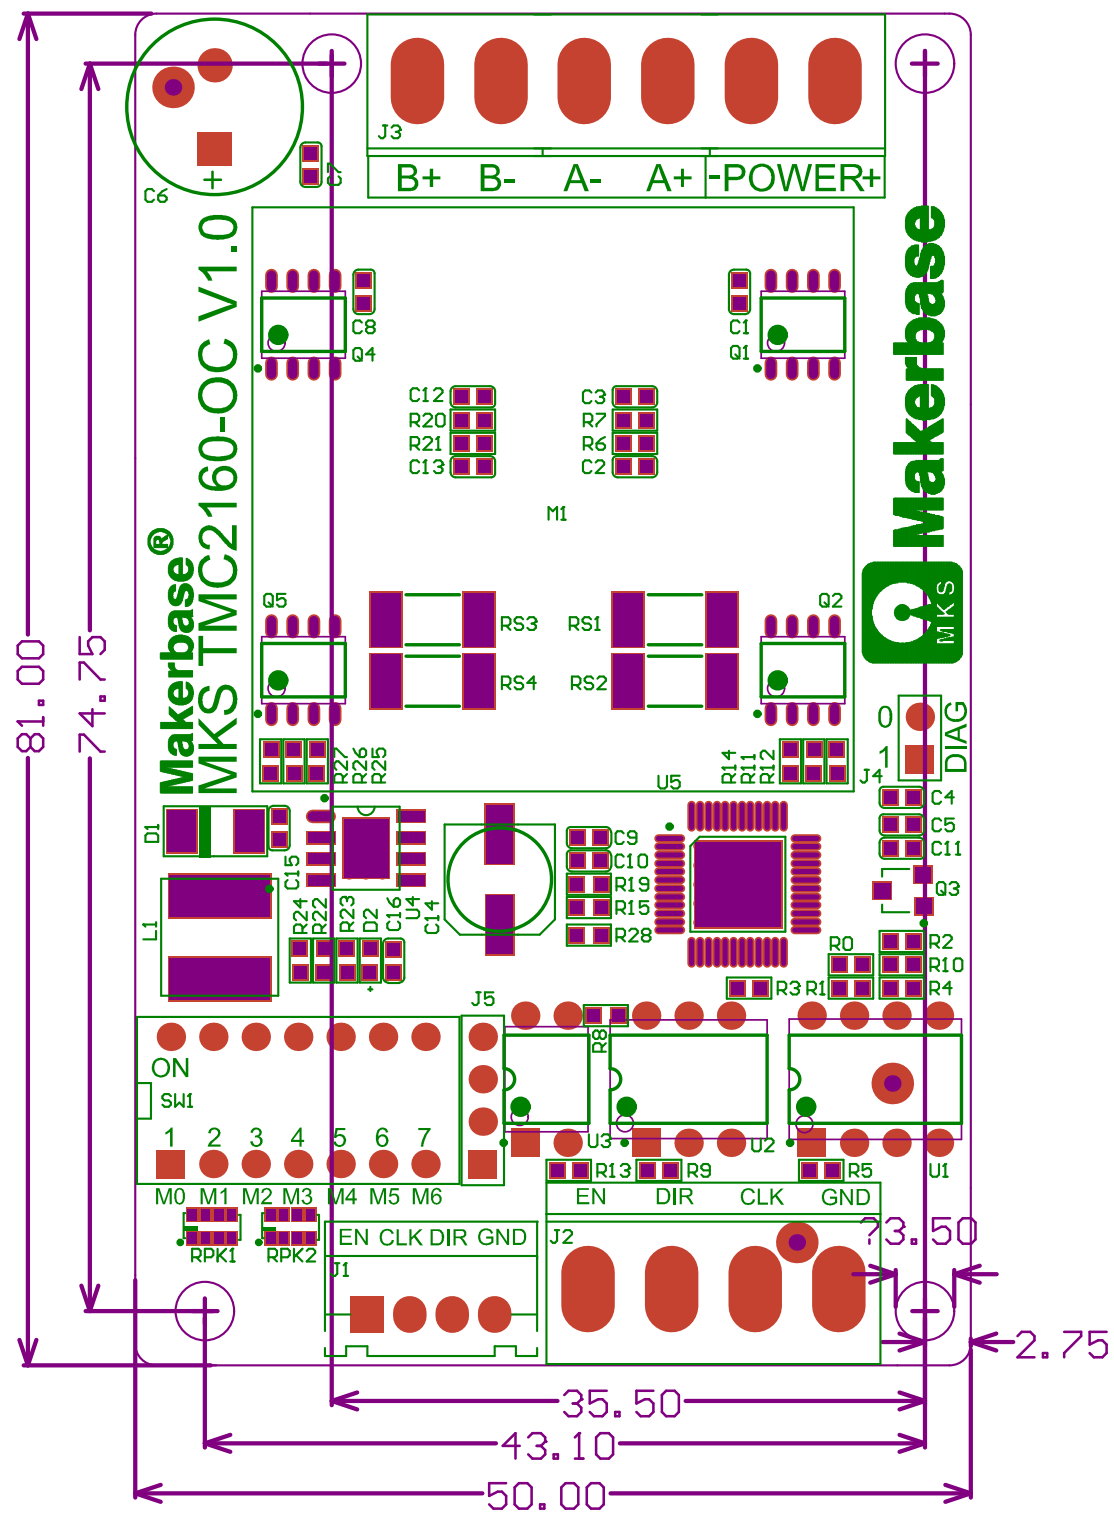 J3
B+ B- A- A+ -POWER+
C6
+
C7
MKS TMC2160-OC V1.0
Makerbase®
Makerbase
MKS
C8
Q4
C1
Q1
C12
R20
R21
C13
C3
R7
R6
C2
M1
Q5
Q2
RS3
RS4
RS1
RS2
R27
R26
R25
R14
R11
R12
0
1
DIAG
J4
U5
D1
C15
U4
C14
C9
C10
R19
R15
R28
C4
C5
C11
Q3
L1
R24
R22
R23
D2
C16
R0
R2
R10
R4
R3
R1
J5
R8
ON
SW1
1 2 3 4 5 6 7
M0 M1 M2 M3 M4 M5 M6
U3
U2
U1
R13
R9
R5
EN DIR CLK GND
J2
RPK1
RPK2
EN CLK DIR GND
J1
81.00
74.75
?3.50
2.75
35.50
43.10
50.00